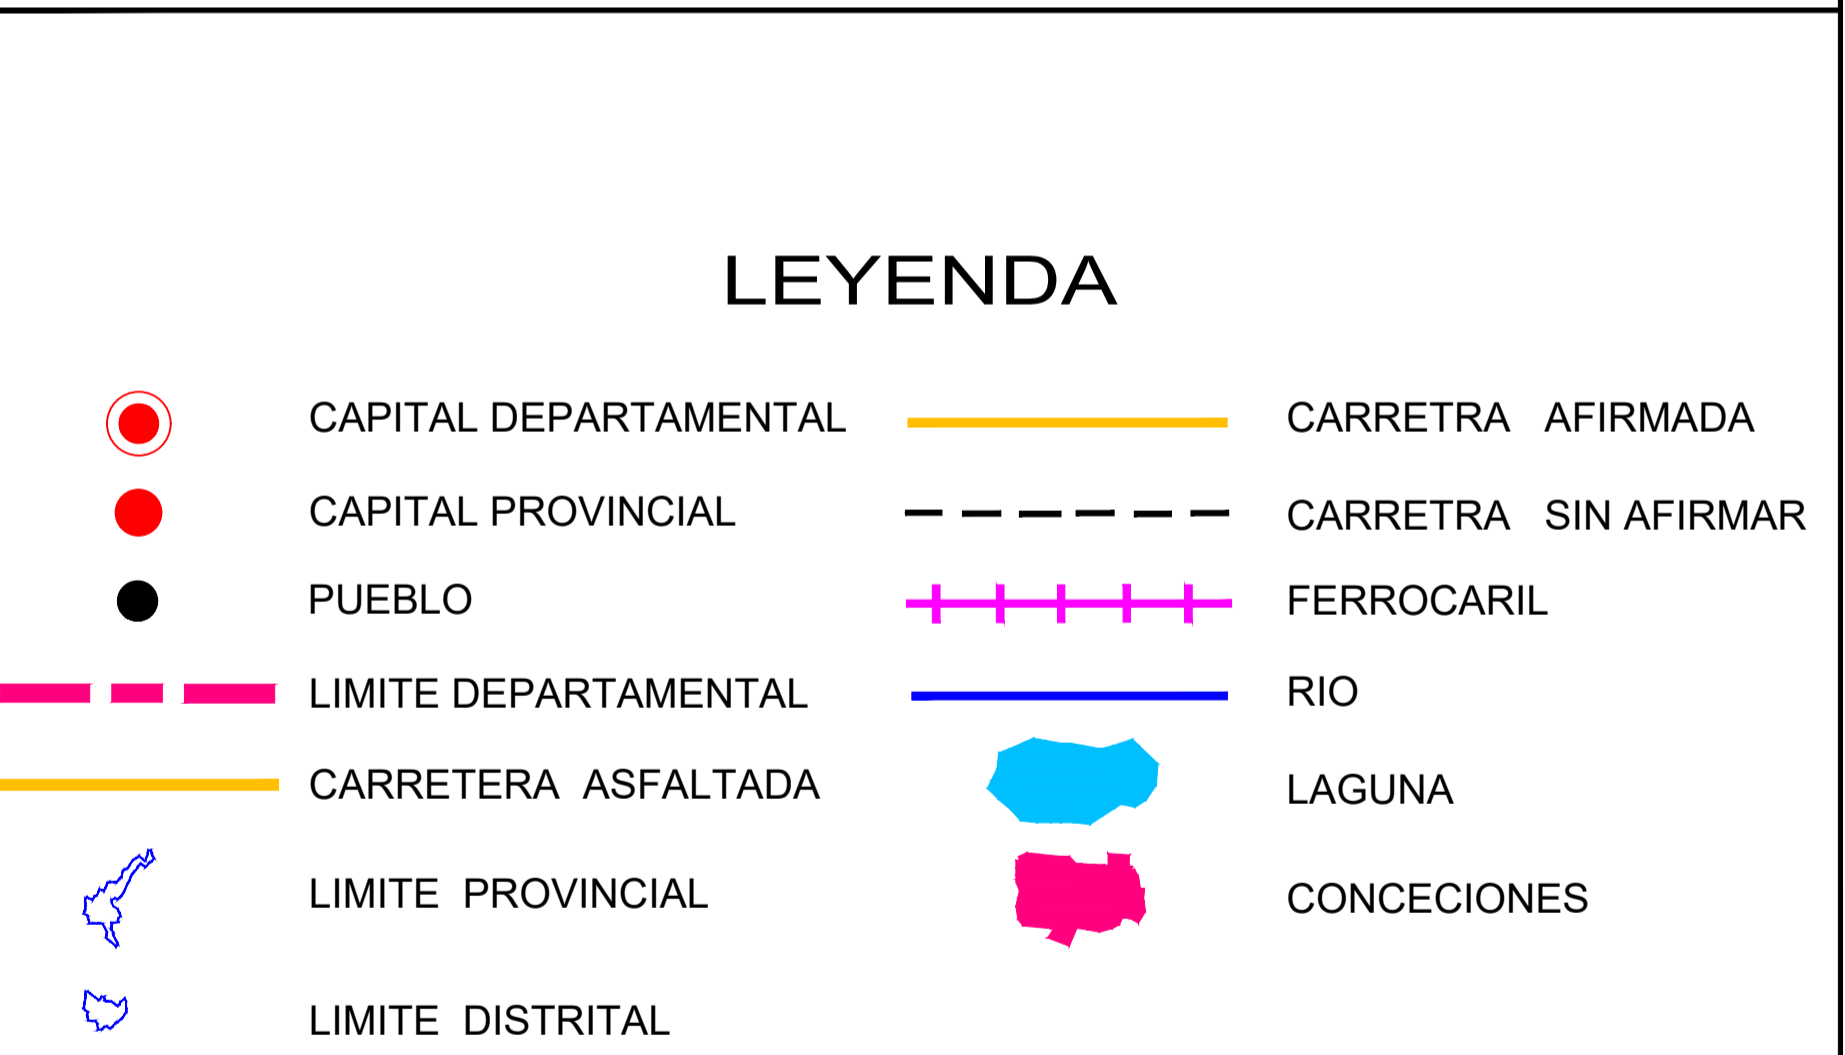 LEYENDA
CAPITAL DEPARTAMENTAL
CAPITAL PROVINCIAL
PUEBLO
LIMITE DEPARTAMENTAL
CARRETERA ASFALTADA
LIMITE PROVINCIAL
LIMITE DISTRITAL
CARRETRA AFIRMADA
CARRETRA SIN AFIRMAR
FERROCARIL
RIO
LAGUNA
CONCECIONES